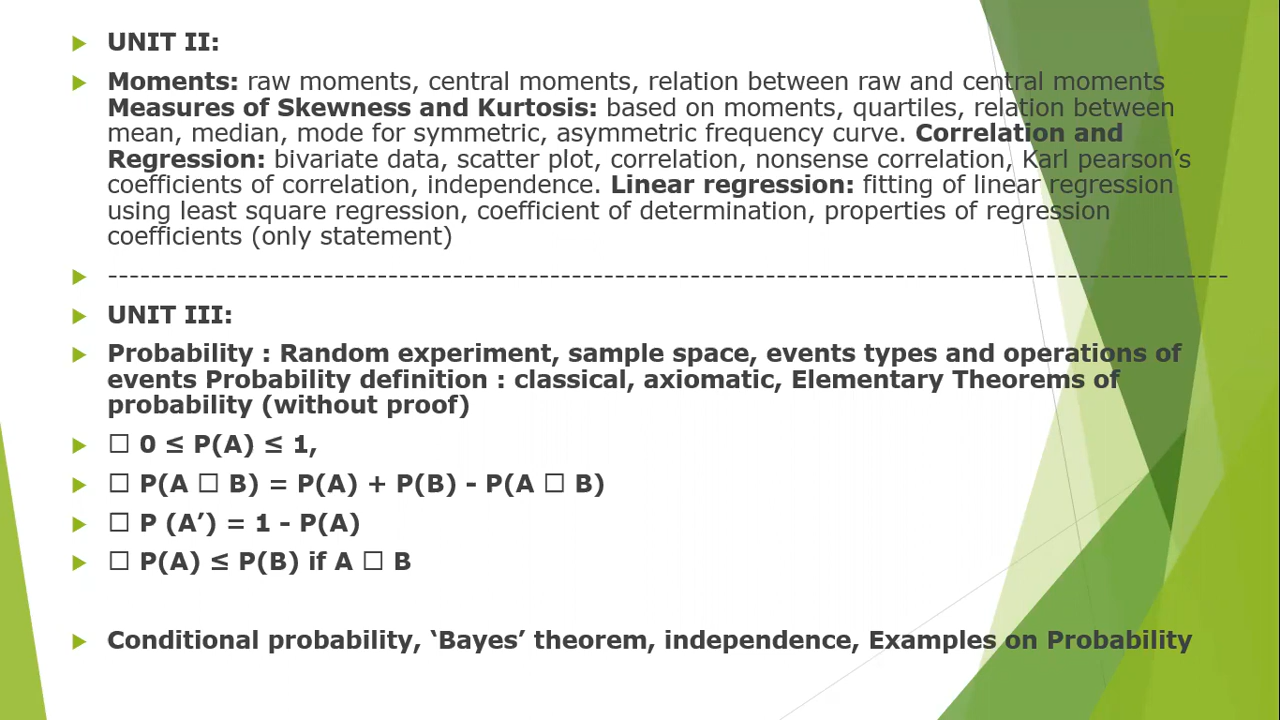 UNIT II:
Moments: raw moments, central moments, relation between raw and central moments
Measures of Skewness and Kurtosis: based on moments, quartiles, relation between
mean, median, mode for symmetric, asymmetric frequency curve. Correlation and
Regression: bivariate data, scatter plot, correlation, nonsense correlation, Karl pearson’s
coefficients of correlation, independence. Linear regression: fitting of linear regression
using least square regression, coefficient of determination, properties of regression
coefficients (only statement)
--------------------------------------------------------------------------------------------
UNIT III:
Probability : Random experiment, sample space, events types and operations of
events Probability definition : classical, axiomatic, Elementary Theorems of
probability (without proof)
□ 0 ≤ P(A) ≤ 1,
□ P(A □ B) = P(A) + P(B) - P(A □ B)
□ P (A’) = 1 - P(A)
□ P(A) ≤ P(B) if A □ B
Conditional probability, ‘Bayes’ theorem, independence, Examples on Probability